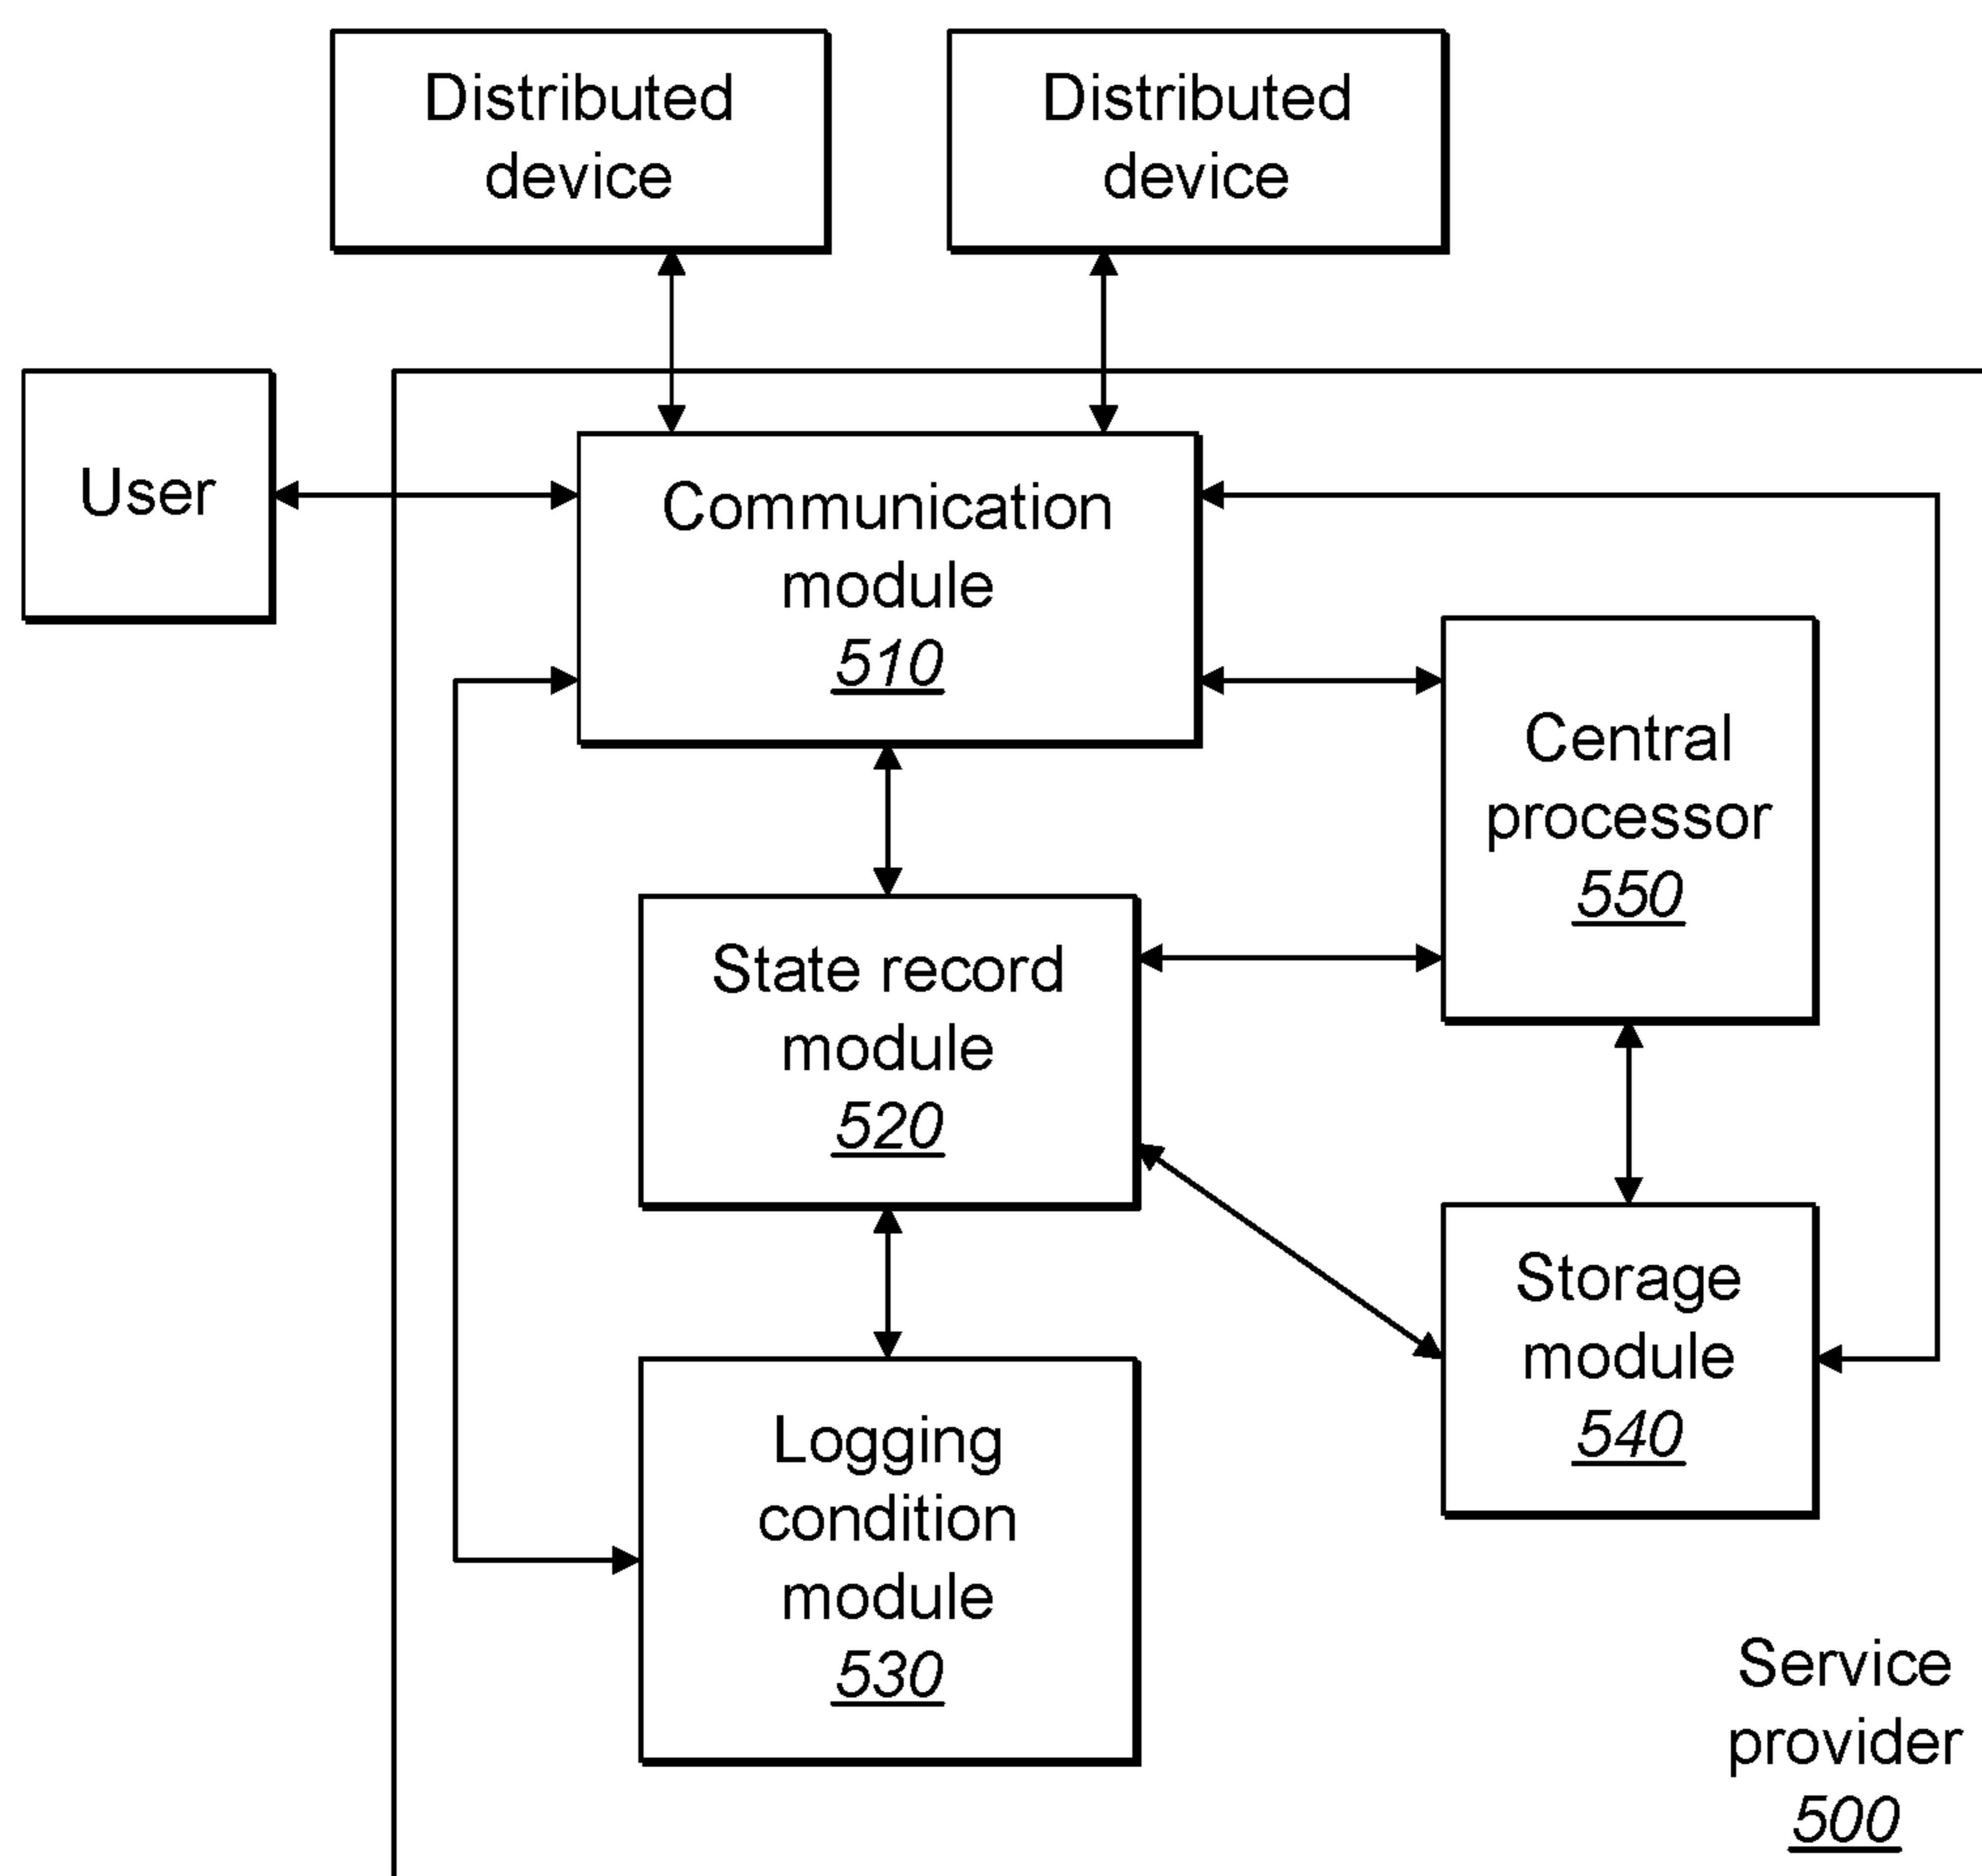 Distributed
device
Distributed
device
User
Communication
module
510
Central
processor
550
State record
module
520
Storage
module
540
Logging
condition
module
530
Service
provider
500